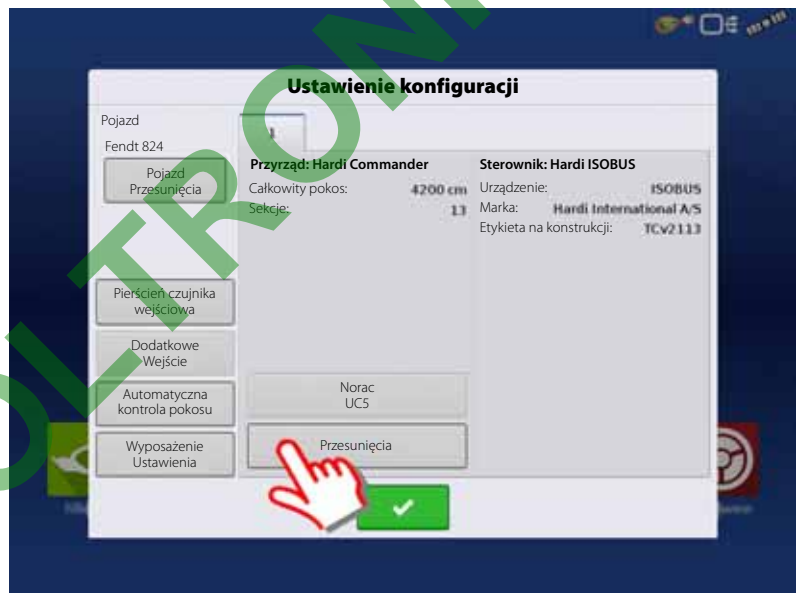 Ustawienie konfiguracji
Pojazd
Fendt 824
Pojazd
Przesunięcia
Pierścień czujnika
wejściowa
Dodatkowe
Wejście
Automatyczna
kontrola pokosu
Wyposażenie
Ustawienia
1
Przyrząd: Hardi Commander
Całkowity pokos: 4200 cm
Sekcje: 13
Norac
UC5
Przesunięcia
Sterownik: Hardi ISOBUS
Urządzenie: ISOBUS
Marka: Hardi International A/S
Etykieta na konstrukcji: TCv2113